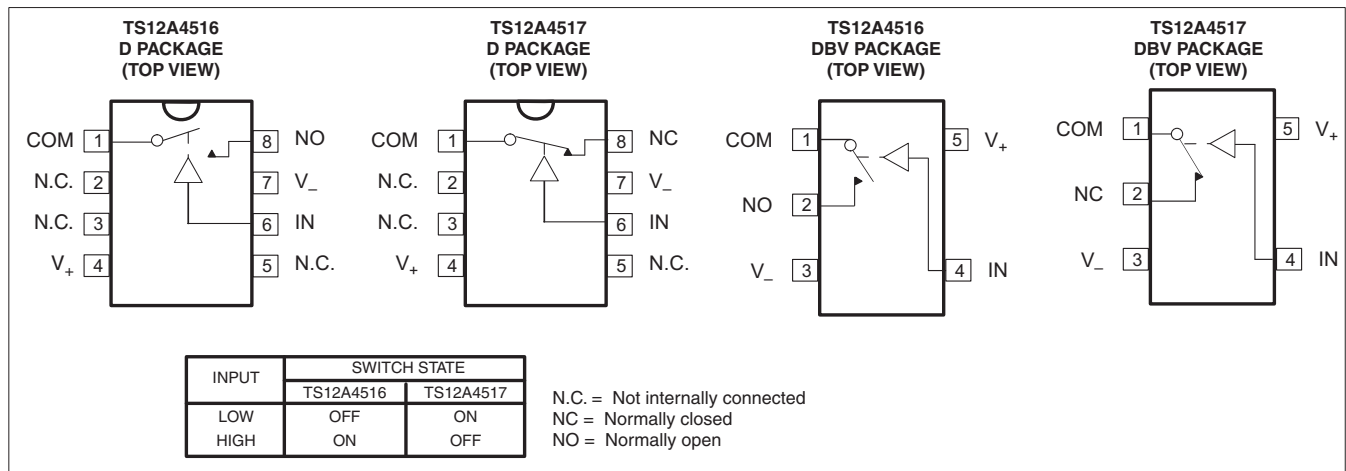 TS12A4516
D PACKAGE
(TOP VIEW)
COM 1
N.C. 2
N.C. 3
V+ 4
8 NO
7 V_
6 IN
5 N.C.
TS12A4517
D PACKAGE
(TOP VIEW)
COM 1
N.C. 2
N.C. 3
V+ 4
8 NC
7 V_
6 IN
5 N.C.
TS12A4516
DBV PACKAGE
(TOP VIEW)
COM 1
NO 2
V_ 3
5 V+
4 IN
TS12A4517
DBV PACKAGE
(TOP VIEW)
COM 1
NC 2
V_ 3
5 V+
4 IN
INPUT SWITCH STATE
TS12A4516 TS12A4517
LOW OFF ON
HIGH ON OFF
N.C. = Not internally connected
NC = Normally closed
NO = Normally open